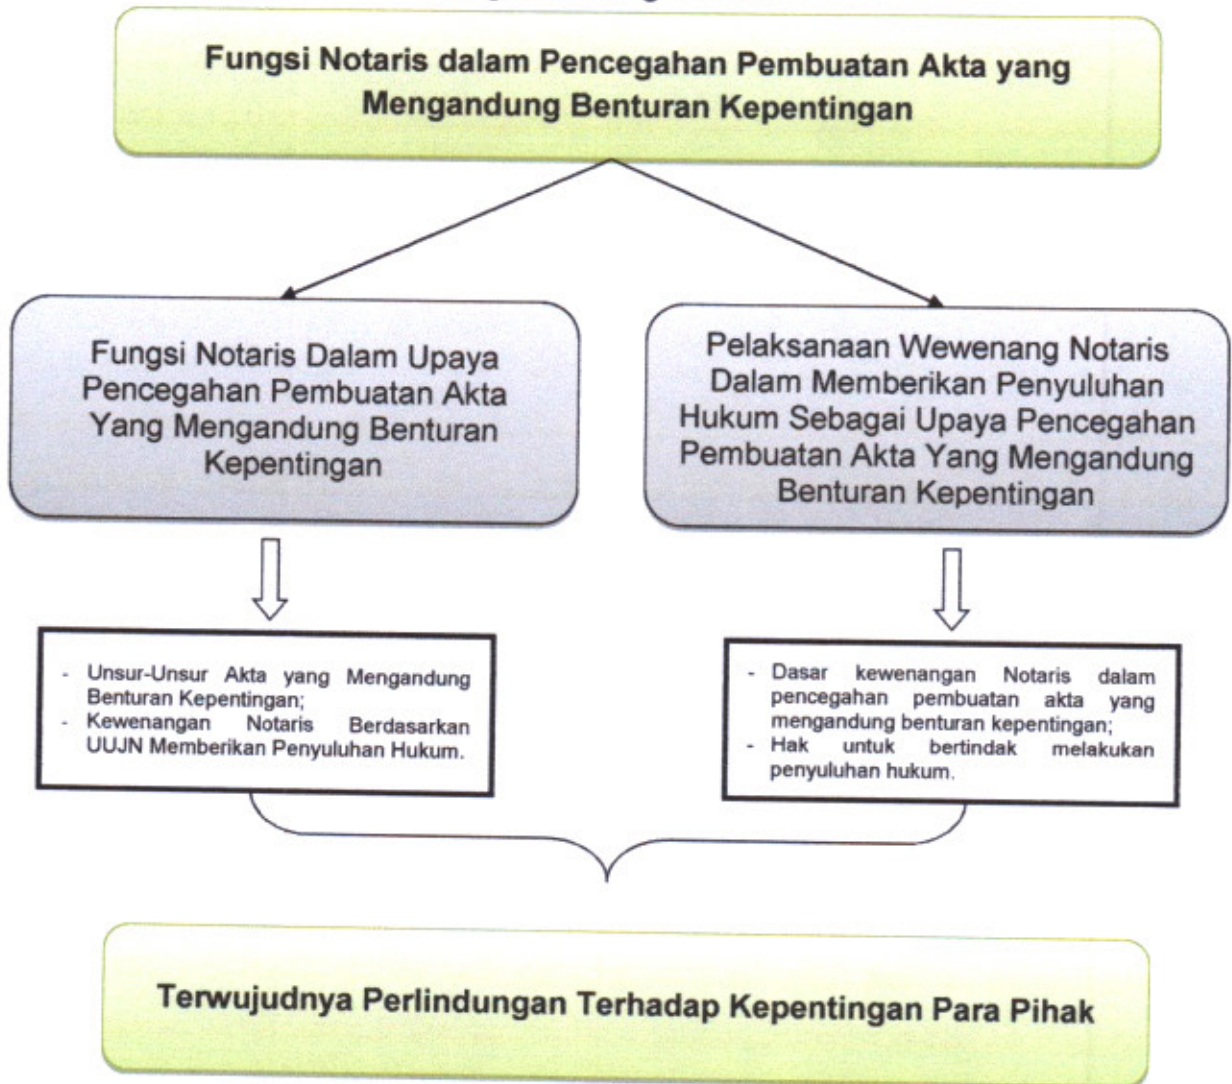 Fungsi Notaris dalam Pencegahan Pembuatan Akta yang
Mengandung Benturan Kepentingan
Fungsi Notaris Dalam Upaya
Pencegahan Pembuatan Akta
Yang Mengandung Benturan
Kepentingan
Pelaksanaan Wewenang Notaris
Dalam Memberikan Penyuluhan
Hukum Sebagai Upaya Pencegahan
Pembuatan Akta Yang Mengandung
Benturan Kepentingan
- Unsur-Unsur Akta yang Mengandung
Benturan Kepentingan;
- Kewenangan Notaris Berdasarkan
UUJN Memberikan Penyuluhan Hukum.
- Dasar kewenangan Notaris dalam
pencegahan pembuatan akta yang
mengandung benturan kepentingan;
- Hak untuk bertindak melakukan
penyuluhan hukum.
Terwujudnya Perlindungan Terhadap Kepentingan Para Pihak